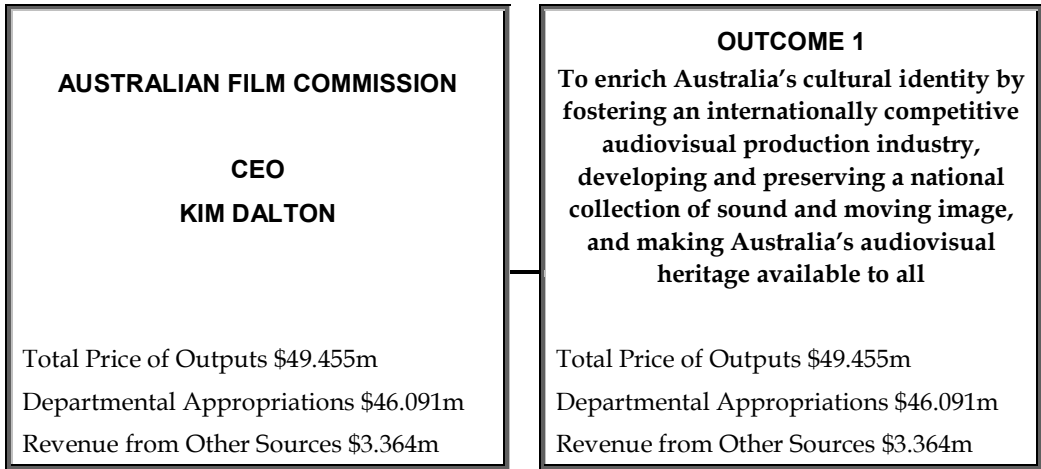 AUSTRALIAN FILM COMMISSION
CEO
KIM DALTON
Total Price of Outputs $49.455m
Departmental Appropriations $46.091m
Revenue from Other Sources $3.364m
OUTCOME 1
To enrich Australia’s cultural identity by
fostering an internationally competitive
audiovisual production industry,
developing and preserving a national
collection of sound and moving image,
and making Australia’s audiovisual
heritage available to all
Total Price of Outputs $49.455m
Departmental Appropriations $46.091m
Revenue from Other Sources $3.364m